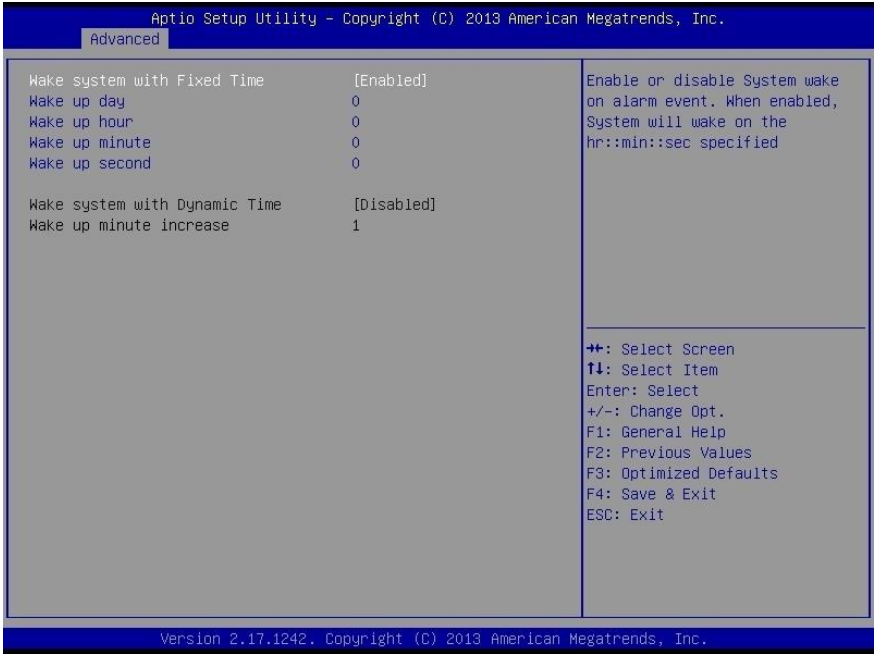 Aptio Setup Utility – Copyright (C) 2013 American Megatrends, Inc.
Advanced
Wake system with Fixed Time [Enabled]
Wake up day 0
Wake up hour 0
Wake up minute 0
Wake up second 0
Wake system with Dynamic Time [Disabled]
Wake up minute increase 1
Enable or disable System wake
on alarm event. When enabled,
System will wake on the
hr::min::sec specified
→←: Select Screen
↑↓: Select Item
Enter: Select
+/-: Change Opt.
F1: General Help
F2: Previous Values
F3: Optimized Defaults
F4: Save & Exit
ESC: Exit
Version 2.17.1242. Copyright (C) 2013 American Megatrends, Inc.